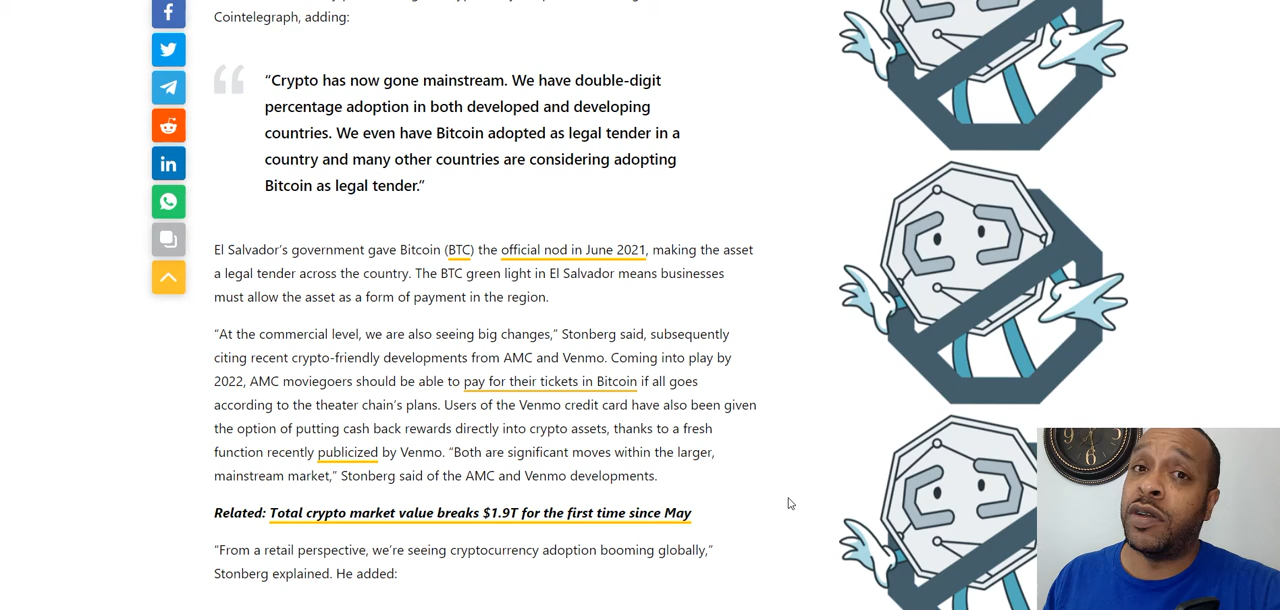 Cointelegraph, adding:
“Crypto has now gone mainstream. We have double-digit
percentage adoption in both developed and developing
countries. We even have Bitcoin adopted as legal tender in a
country and many other countries are considering adopting
Bitcoin as legal tender.”
El Salvador’s government gave Bitcoin (BTC) the official nod in June 2021, making the asset
a legal tender across the country. The BTC green light in El Salvador means businesses
must allow the asset as a form of payment in the region.
“At the commercial level, we are also seeing big changes,” Stonberg said, subsequently
citing recent crypto-friendly developments from AMC and Venmo. Coming into play by
2022, AMC moviegoers should be able to pay for their tickets in Bitcoin if all goes
according to the theater chain’s plans. Users of the Venmo credit card have also been given
the option of putting cash back rewards directly into crypto assets, thanks to a fresh
function recently publicized by Venmo. “Both are significant moves within the larger,
mainstream market,” Stonberg said of the AMC and Venmo developments.
Related: Total crypto market value breaks $1.9T for the first time since May
“From a retail perspective, we’re seeing cryptocurrency adoption booming globally,”
Stonberg explained. He added: